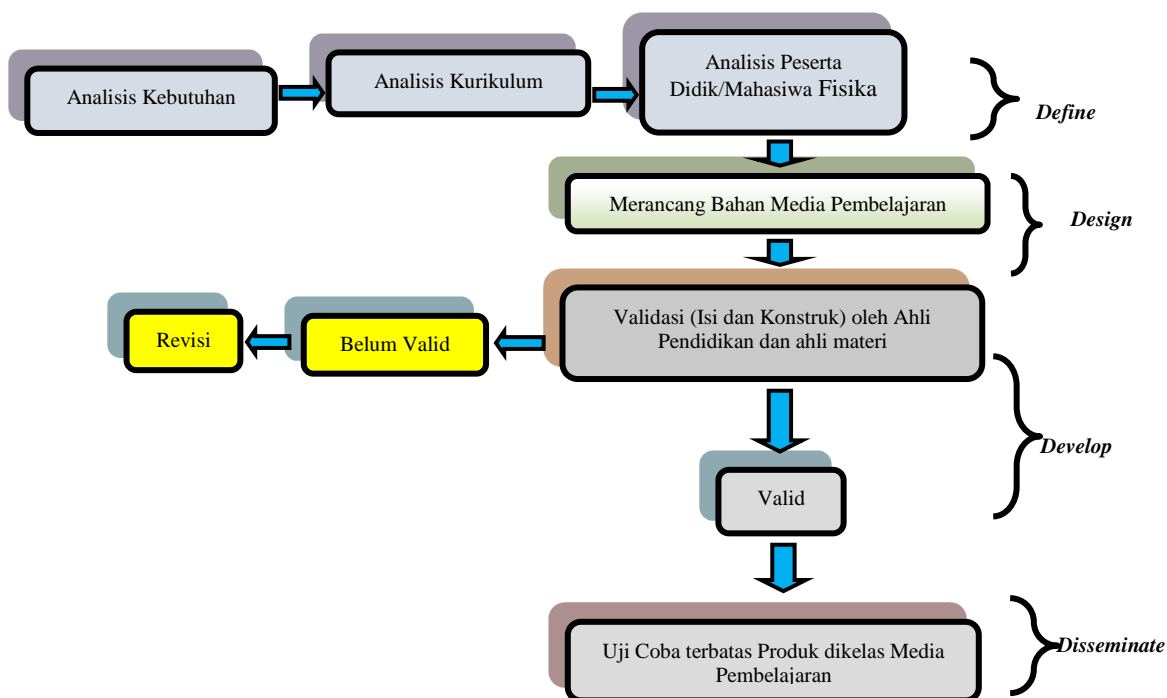 Analisis Kebutuhan
Analisis Kurikulum
Analisis Peserta
Didik/Mahasiwa Fisika
Define
Merancang Bahan Media Pembelajaran
Design
Validasi (Isi dan Konstruk) oleh Ahli
Pendidikan dan ahli materi
Belum Valid
Revisi
Develop
Valid
Uji Coba terbatas Produk dikelas Media
Pembelajaran
Disseminate